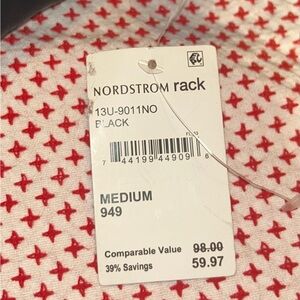 NORDSTROM rack
13U-9011NO
BLACK
7 44199 44909 6
MEDIUM
949
Comparable Value 98.00
39% Savings 59.97